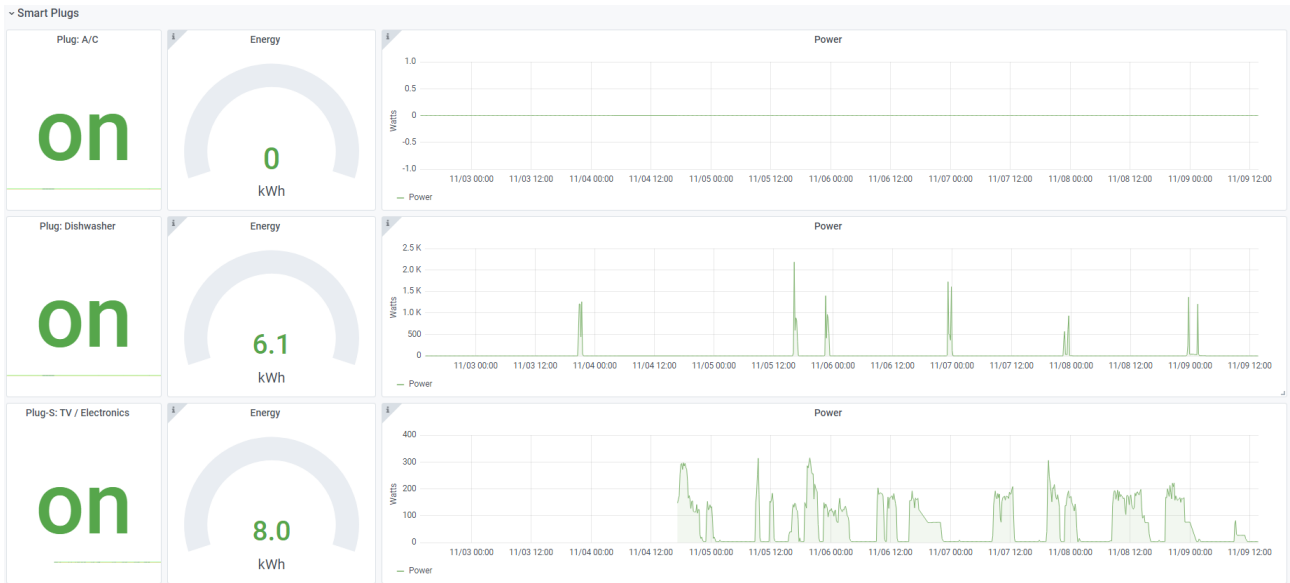 Smart Plugs
Plug: A/C
on
Energy
0
kWh
Power
Watts
1.0
0.5
0
-0.5
-1.0
11/03 00:00 11/03 12:00 11/04 00:00 11/04 12:00 11/05 00:00 11/05 12:00 11/06 00:00 11/06 12:00 11/07 00:00 11/07 12:00 11/08 00:00 11/08 12:00 11/09 00:00 11/09 12:00
Power
Plug: Dishwasher
on
Energy
6.1
kWh
Power
Watts
2.5 K
2.0 K
1.5 K
1.0 K
500
0
11/03 00:00 11/03 12:00 11/04 00:00 11/04 12:00 11/05 00:00 11/05 12:00 11/06 00:00 11/06 12:00 11/07 00:00 11/07 12:00 11/08 00:00 11/08 12:00 11/09 00:00 11/09 12:00
Power
Plug-S: TV / Electronics
on
Energy
8.0
kWh
Power
Watts
400
300
200
100
0
11/03 00:00 11/03 12:00 11/04 00:00 11/04 12:00 11/05 00:00 11/05 12:00 11/06 00:00 11/06 12:00 11/07 00:00 11/07 12:00 11/08 00:00 11/08 12:00 11/09 00:00 11/09 12:00
Power